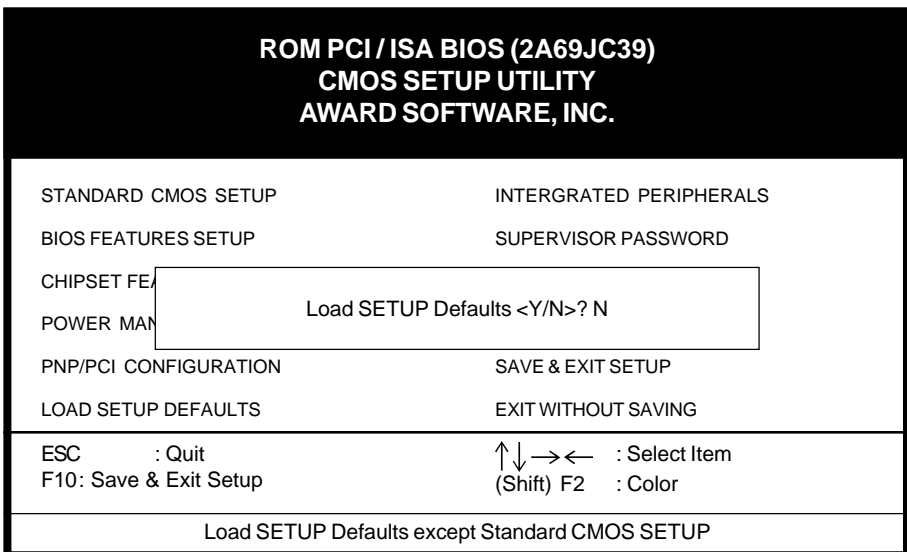 ROM PCI / ISA BIOS (2A69JC39)
CMOS SETUP UTILITY
AWARD SOFTWARE, INC.
STANDARD CMOS SETUP
INTERGRATED PERIPHERALS
BIOS FEATURES SETUP
SUPERVISOR PASSWORD
CHIPSET
Load SETUP Defaults <Y/N>? N
POWER
PNP/PCI CONFIGURATION
SAVE & EXIT SETUP
LOAD SETUP DEFAULTS
EXIT WITHOUT SAVING
ESC : Quit
↑↓→← : Select Item
F10: Save & Exit Setup
(Shift) F2 : Color
Load SETUP Defaults except Standard CMOS SETUP